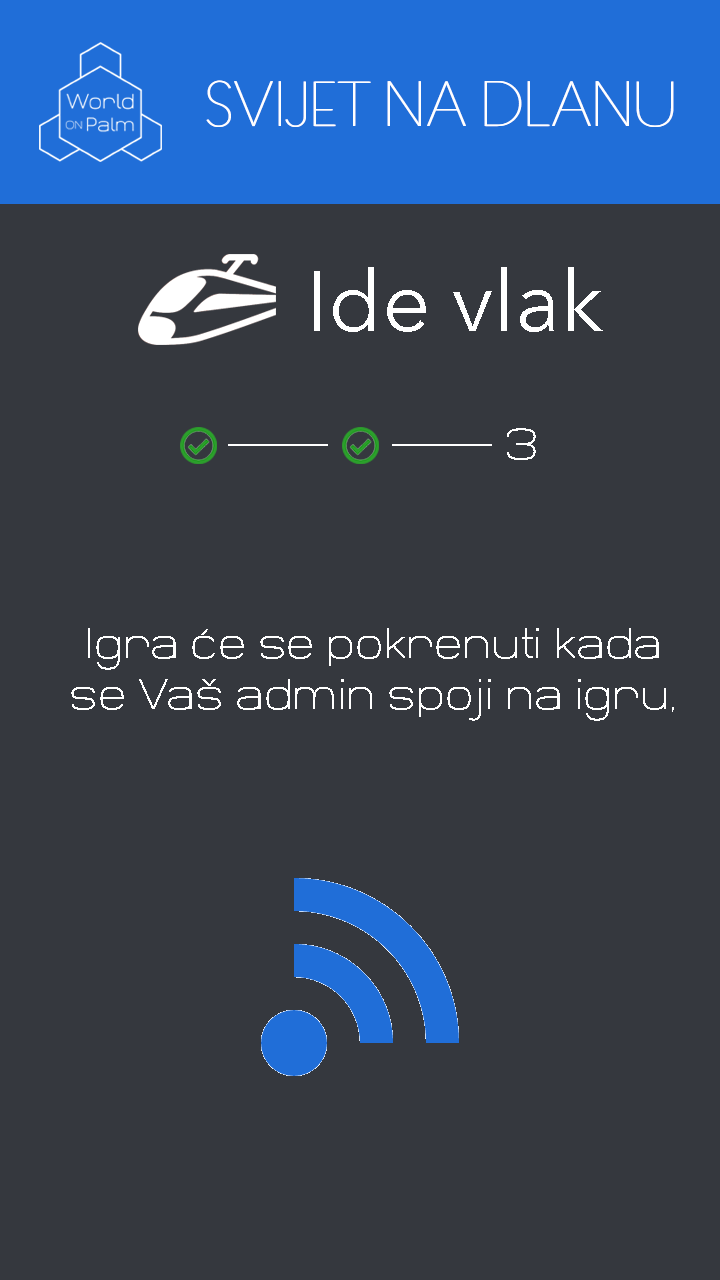 World
ON Palm
SVIJET NA DLANU
Ide vlak
3
Igra će se pokrenuti kada
se Vaš admin spoji na igru.